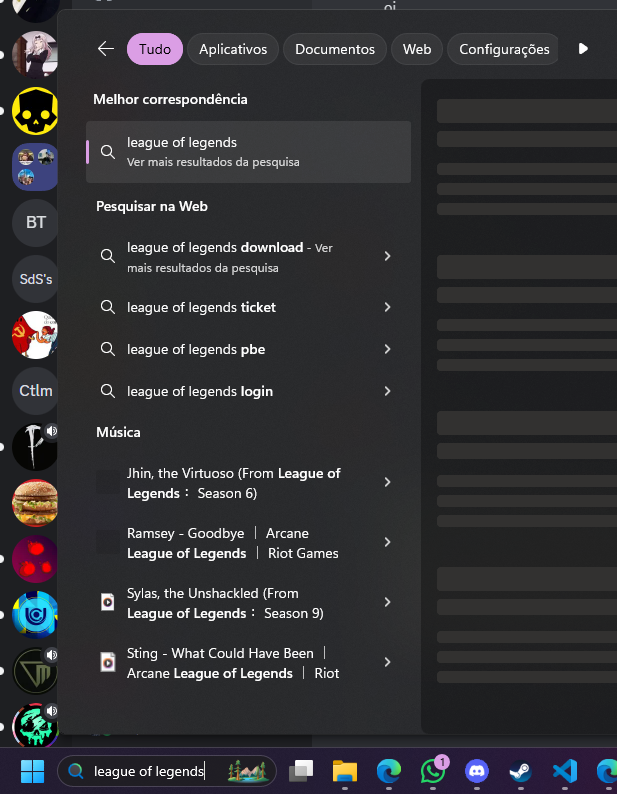 oi
Tudo
Aplicativos
Documentos
Web
Configurações
Melhor correspondência
league of legends
Ver mais resultados da pesquisa
Pesquisar na Web
BT
league of legends download - Ver
mais resultados da pesquisa
SdS's
league of legends ticket
league of legends pbe
Ctlm
league of legends login
Música
Jhin, the Virtuoso (From League of
Legends： Season 6)
Ramsey - Goodbye ｜ Arcane
League of Legends ｜ Riot Games
Sylas, the Unshackled (From
League of Legends： Season 9)
Sting - What Could Have Been ｜
Arcane League of Legends ｜ Riot
league of legends
1